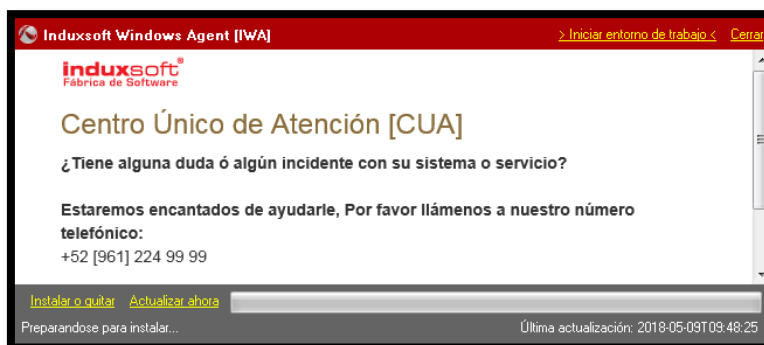 Induxsoft Windows Agent [IWA]
> Iniciar entorno de trabajo <
Cerrar
induxsoft®
Fábrica de Software
Centro Único de Atención [CUA]
¿Tiene alguna duda ó algún incidente con su sistema o servicio?
Estaremos encantados de ayudarle, Por favor llámenos a nuestro número
telefónico:
+52 [961] 224 99 99
Instalar o quitar
Actualizar ahora
Preparandose para instalar...
Última actualización: 2018-05-09T09:48:25